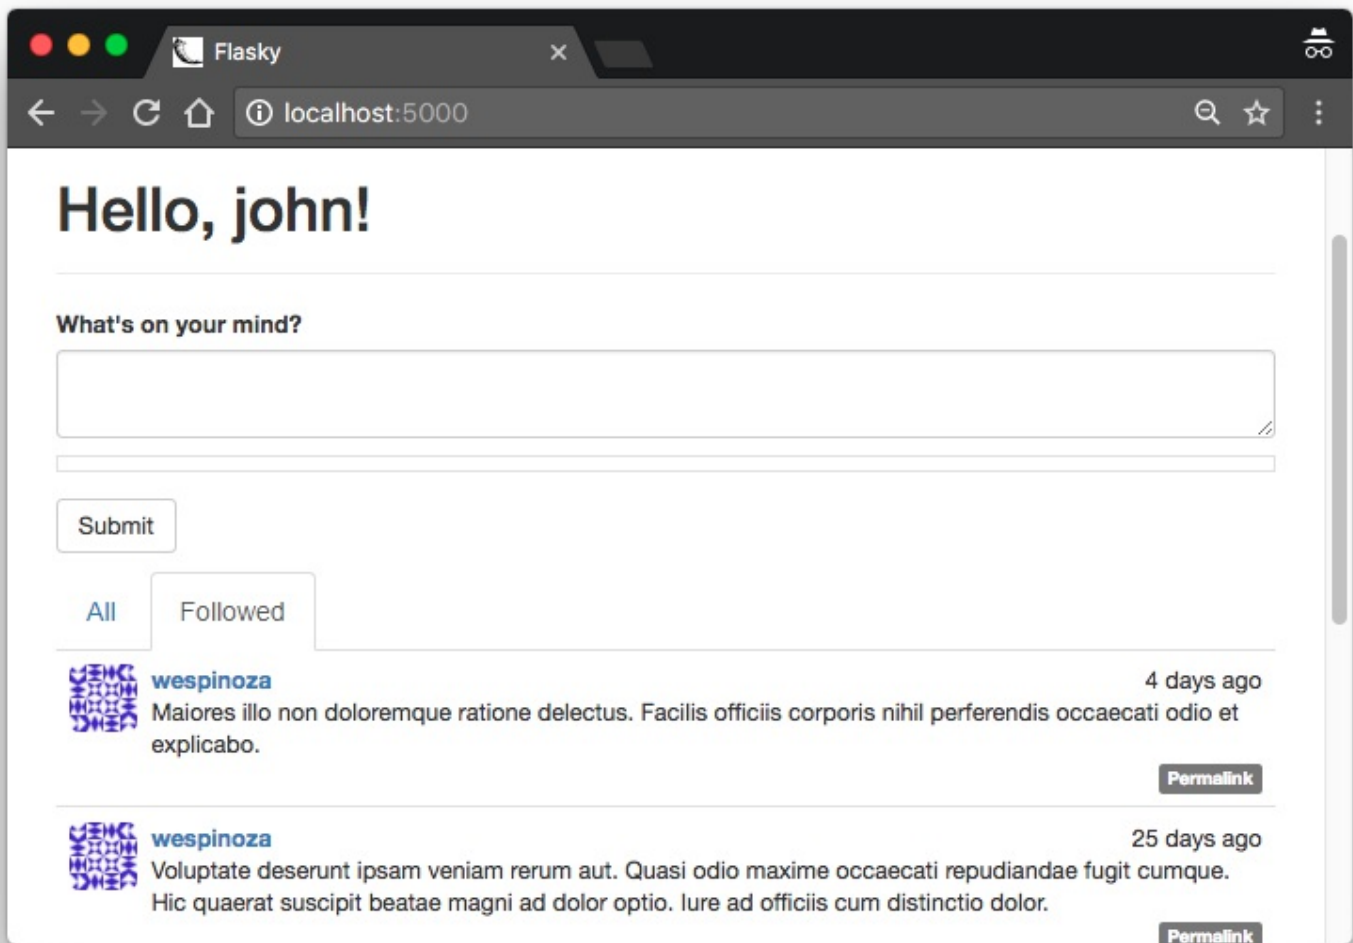 Flasky
localhost:5000
Hello, john!
What's on your mind?
Submit
All
Followed
wespinoza
4 days ago
Maiores illo non doloremque ratione delectus. Facilis officiis corporis nihil perferendis occaecati odio et
explicabo.
Permalink
wespinoza
25 days ago
Voluptate deserunt ipsam veniam rerum aut. Quasi odio maxime occaecati repudiandae fugit cumque.
Hic quaerat suscipit beatae magni ad dolor optio. Iure ad officiis cum distinctio dolor.
Permalink